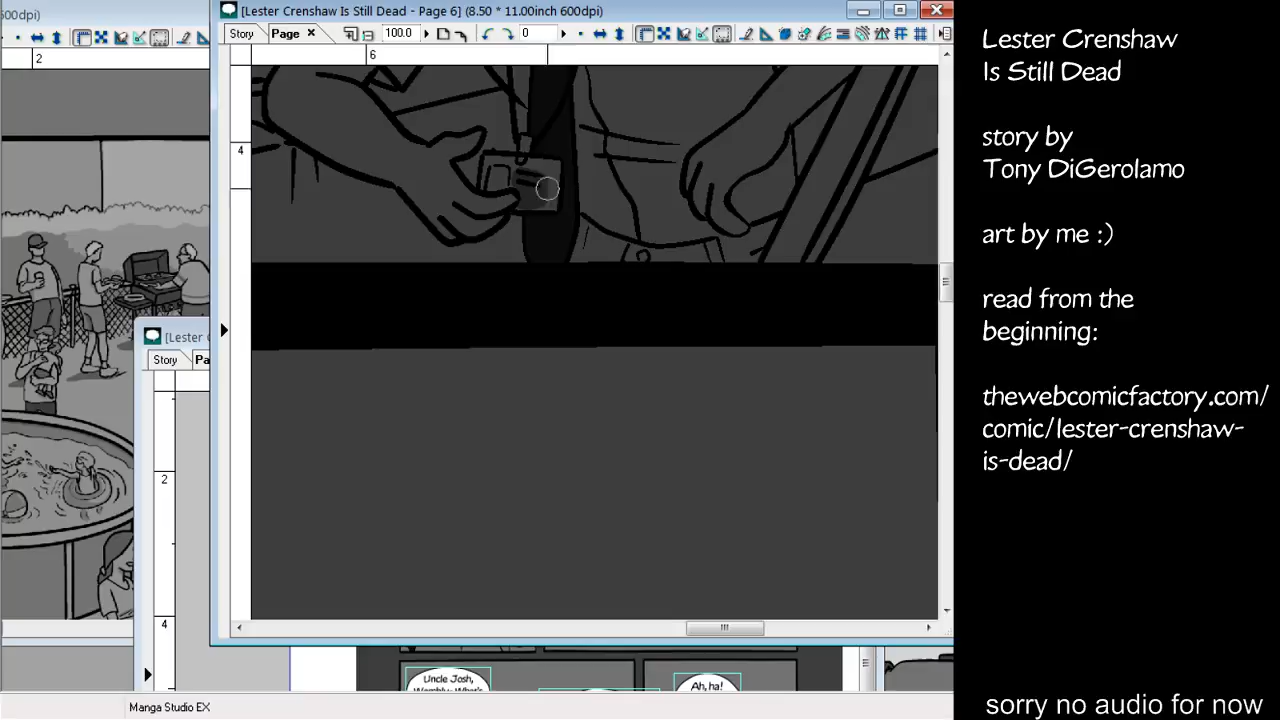 500dpi)
[Lester Crenshaw Is Still Dead - Page 6] (8.50 * 11.00inch 600dpi)
Story
Page
100.0
0
2
6
4
[Lester
Story
Pa
2
4
Uncle Josh,
Ah, ha!
Manga Studio EX
Lester Crenshaw
Is Still Dead
story by
Tony DiGerolamo
art by me :)
read from the
beginning:
thewebcomicfactory.com/
comic/lester-crenshaw-
is-dead/
sorry no audio for now